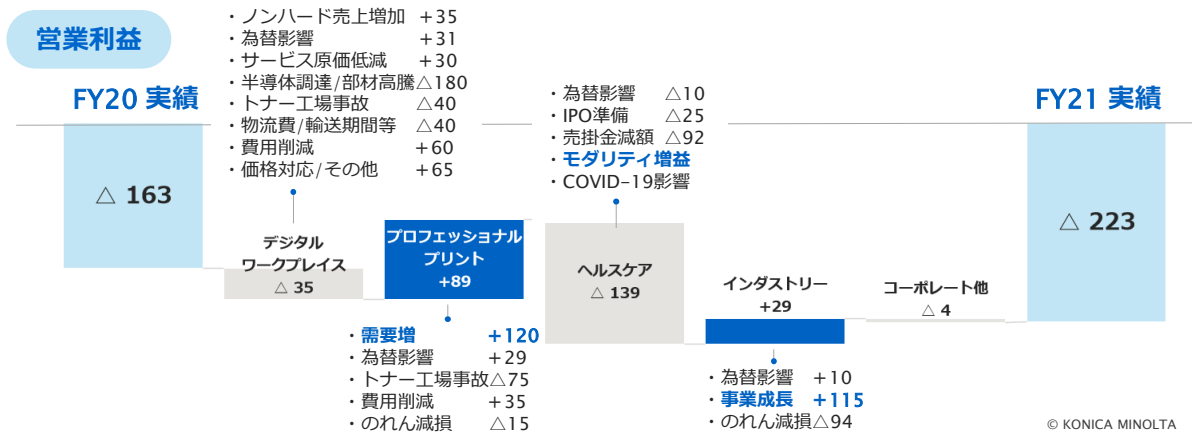 営業利益
FY20 実績
△ 163
・ノンハード売上増加 +35
・為替影響 +31
・サービス原価低減 +30
・半導体調達/部材高騰△180
・トナー工場事故 △40
・物流費/輸送期間等 △40
・費用削減 +60
・価格対応/その他 +65
デジタル
ワークプレイス
△ 35
プロフェッショナル
プリント
+89
・需要増 +120
・為替影響 +29
・トナー工場事故△75
・費用削減 +35
・のれん減損 △15
・為替影響 △10
・IPO準備 △25
・売掛金減額 △92
・モダリティ増益
・COVID-19影響
ヘルスケア
△ 139
インダストリー
+29
・為替影響 +10
・事業成長 +115
・のれん減損△94
コーポレート他
△ 4
FY21 実績
△ 223
© KONICA MINOLTA